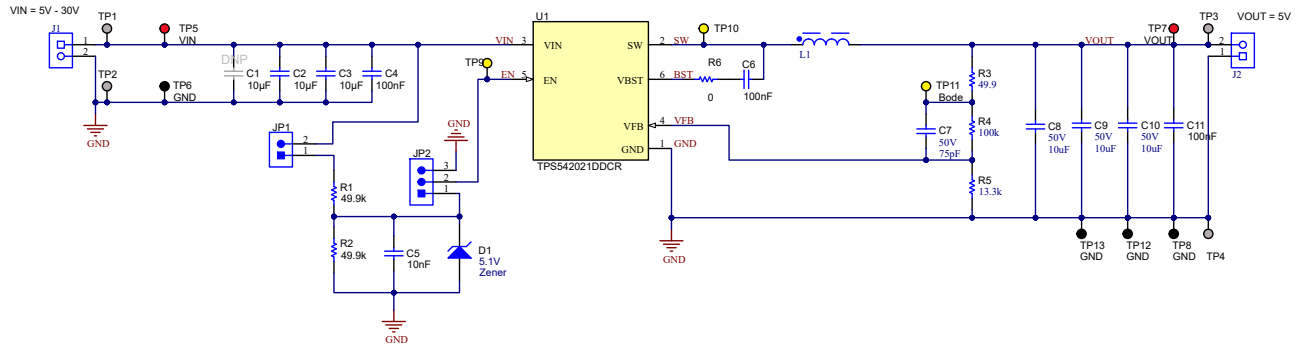 VIN = 5V - 30V
J1
1
2
TP1
TP5
VIN
TP2
TP6
GND
GND
DNP
C1
10µF
C2
10µF
C3
10µF
C4
100nF
JP1
2
1
R1
49.9k
R2
49.9k
C5
10nF
D1
5.1V
Zener
GND
JP2
3
2
1
GND
TP9
VIN
3
EN
5
U1
VIN
EN
SW
VBST
VFB
GND
TPS542021DDCR
2
SW
6
BST
4
VFB
1
GND
TP10
R6
0
C6
100nF
L1
GND
TP11
Bode
C7
50V
75pF
R3
49.9
R4
100k
R5
13.3k
C8
50V
10uF
VOUT
C9
50V
10uF
C10
50V
10uF
C11
100nF
TP7
VOUT
TP3
VOUT = 5V
2
1
J2
TP13
GND
TP12
GND
TP8
GND
TP4